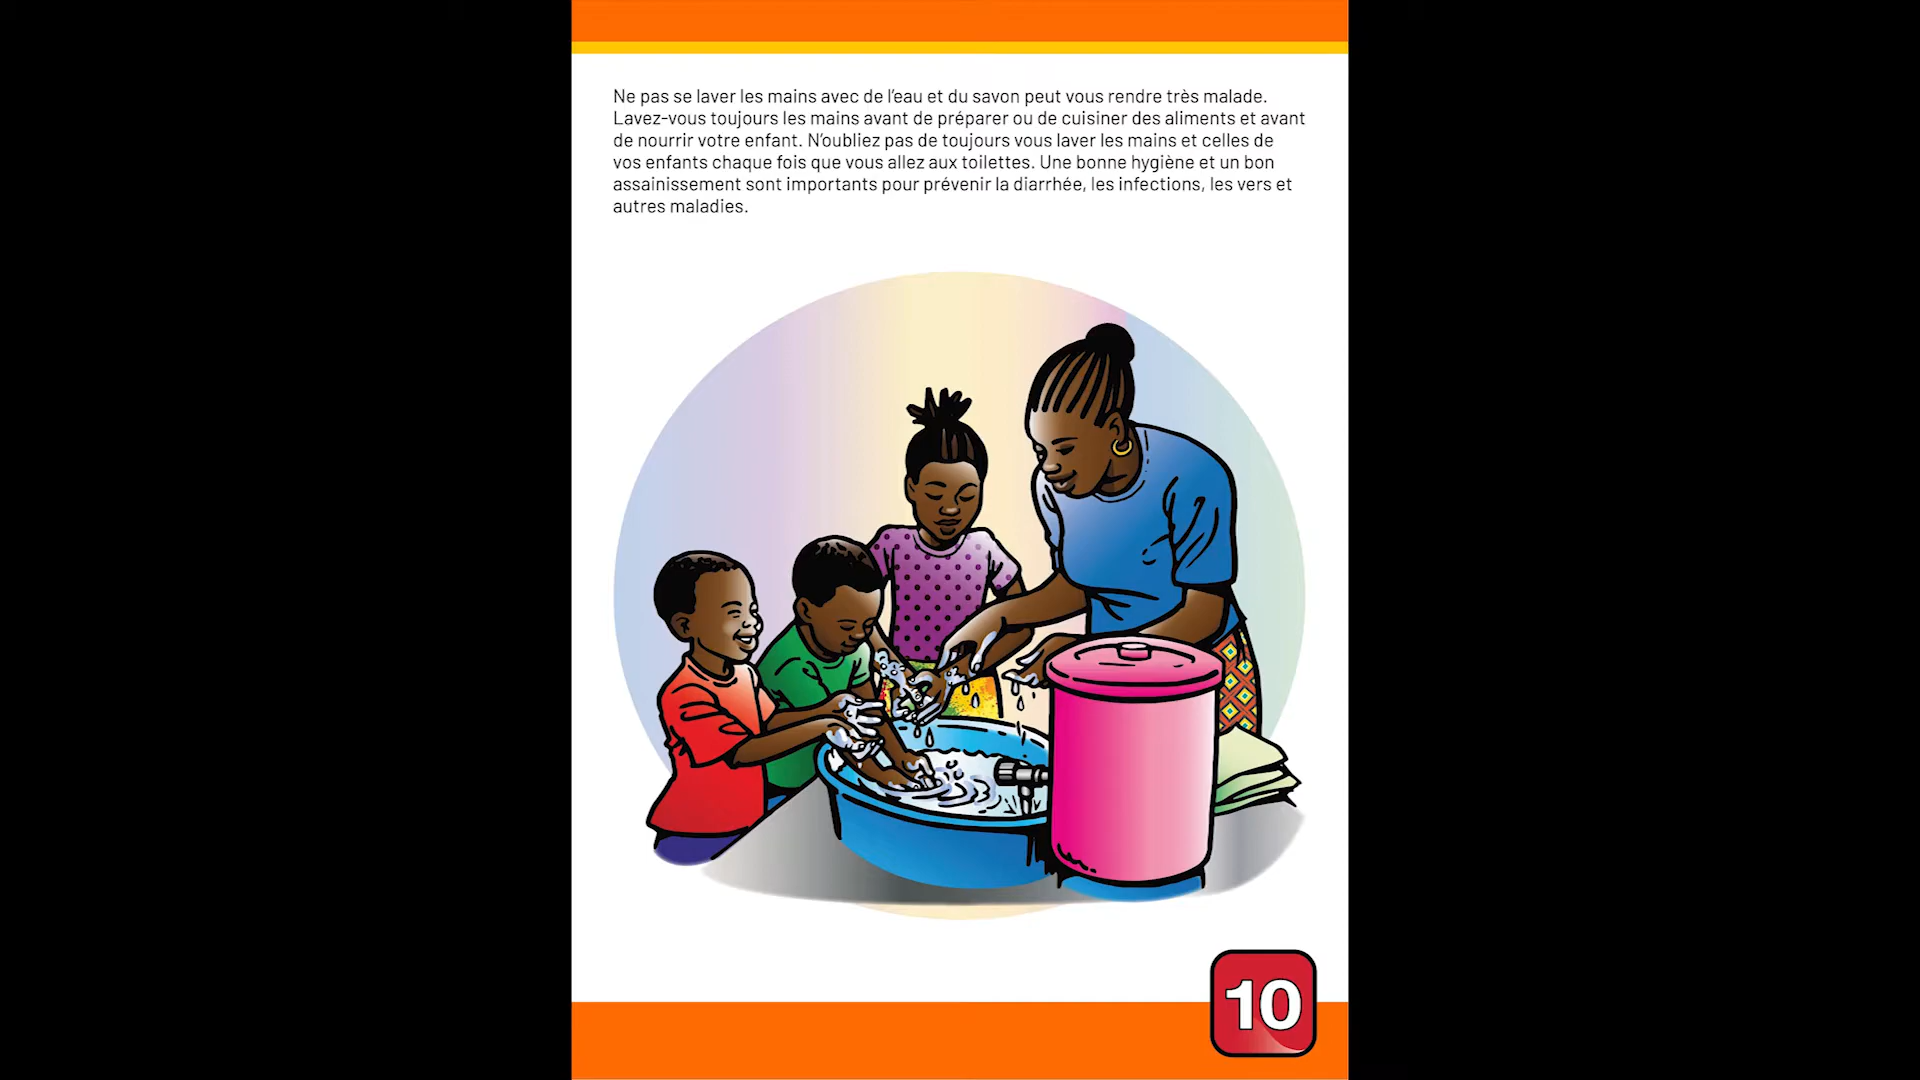 Ne pas se laver les mains avec de l'eau et du savon peut vous rendre très malade.
Lavez-vous toujours les mains avant de préparer ou de cuisiner des aliments et avant
de nourrir votre enfant. N'oubliez pas de toujours vous laver les mains et celles de
vos enfants chaque fois que vous allez aux toilettes. Une bonne hygiène et un bon
assainissement sont importants pour prévenir la diarrhée, les infections, les vers et
autres maladies.
10